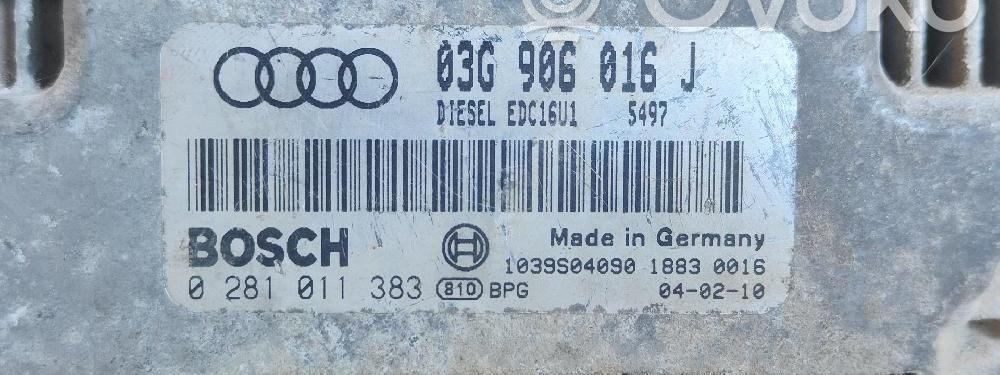 Ovoko
03G 906 016 J
DIESEL EDC16U1 5497
BOSCH
Made in Germany
1039S04090 1883 0016
0 281 011 383 810 BPG 04-02-10